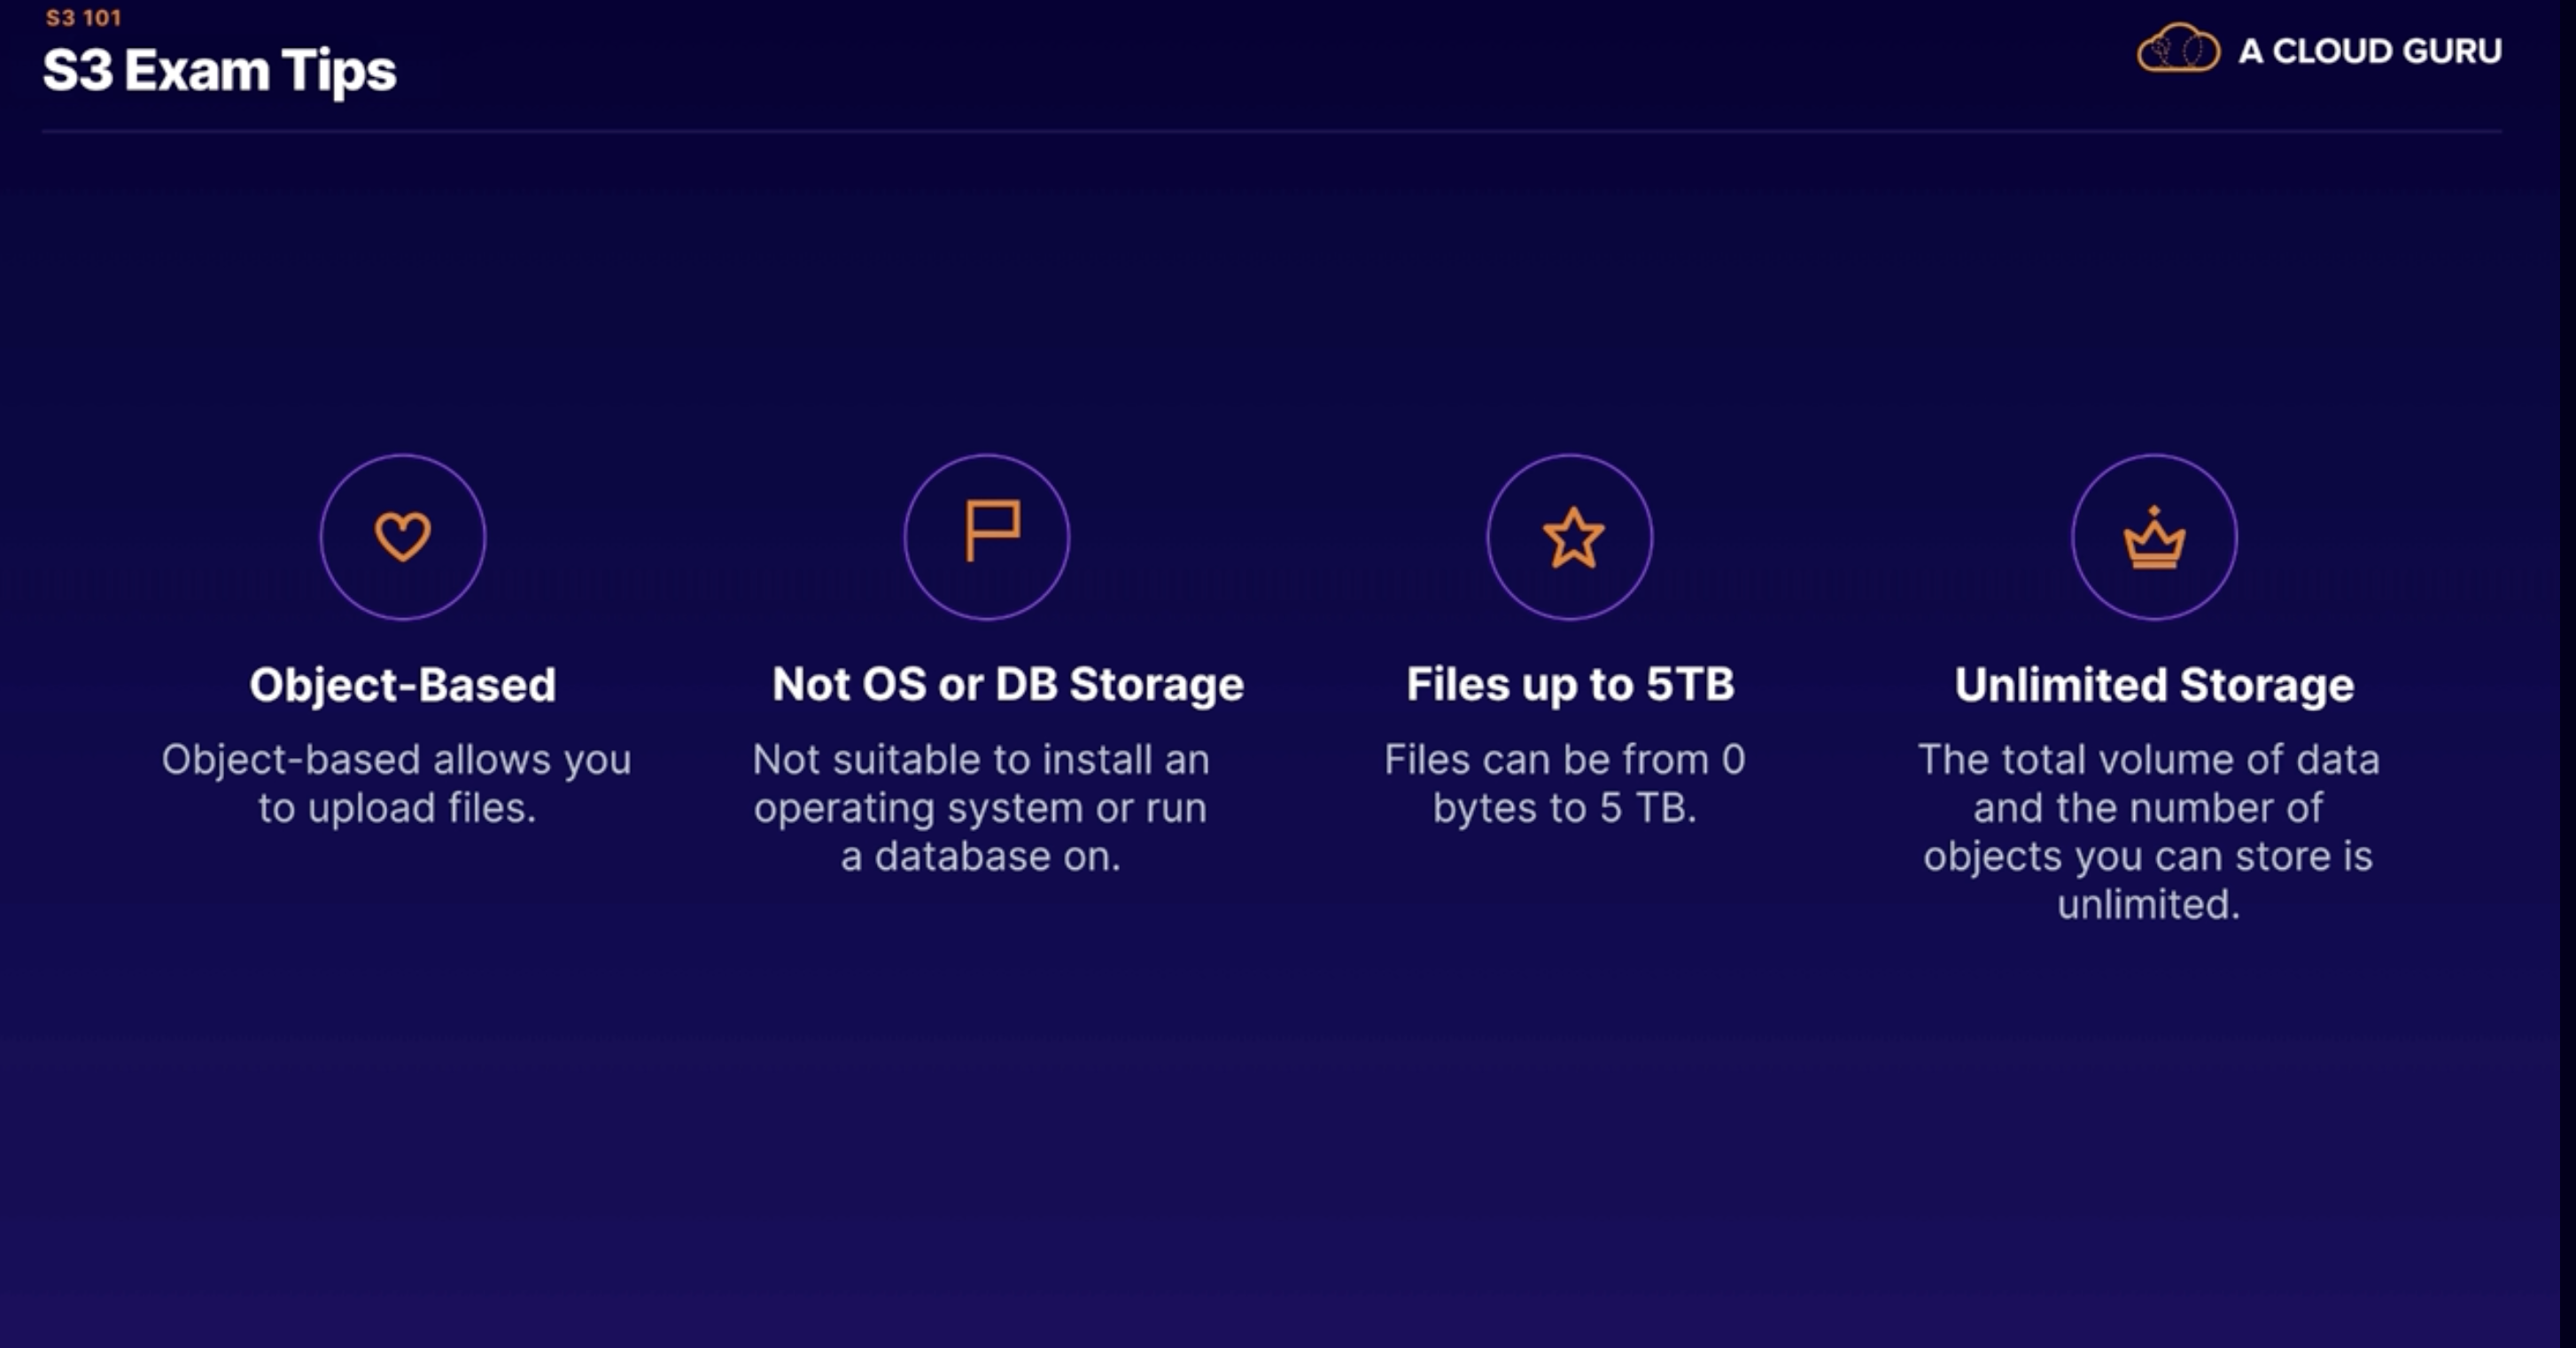 S3 101
S3 Exam Tips
A CLOUD GURU
Object-Based
Object-based allows you
to upload files.
Not OS or DB Storage
Not suitable to install an
operating system or run
a database on.
Files up to 5TB
Files can be from 0
bytes to 5 TB.
Unlimited Storage
The total volume of data
and the number of
objects you can store is
unlimited.